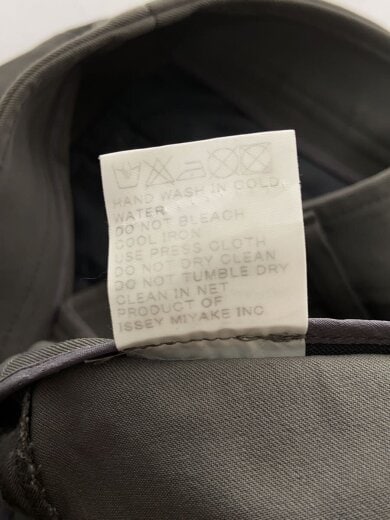 HAND WASH IN COLD
WATER
DO NOT BLEACH
COOL IRON
USE PRESS CLOTH
DO NOT DRY CLEAN
DO NOT TUMBLE DRY
CLEAN IN NET
PRODUCT OF
ISSEY MIYAKE INC